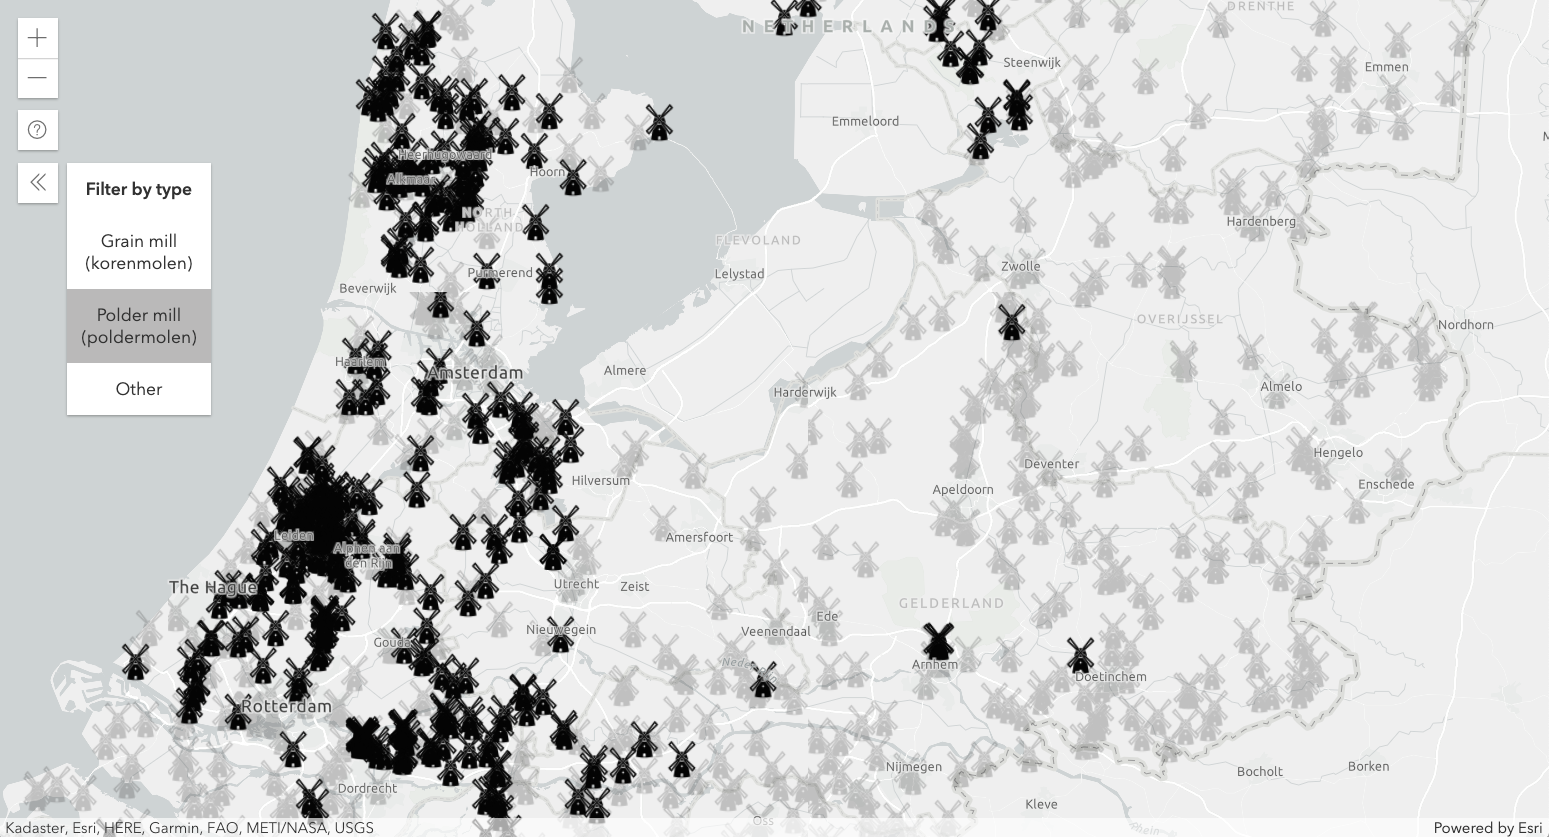 DRENTHE
NETHERLANDS
Steenwijk
Emmen
Emmeloord
Filter by type
Grain mill
(korenmolen)
Polder mill
(poldermolen)
Other
Heerhugowaard
Alkmaar
Hoorn
NORTH
HOLLAND
Hardenberg
FLEVOLAND
Lelystad
Zwolle
Purmerend
Beverwijk
OVERIJSSEL
Nordhorn
Haarlem
Amsterdam
Almere
Harderwijk
Almelo
Hengelo
Deventer
Enschede
Hilversum
Apeldoorn
Leiden
Alphen aan
den Rijn
Amersfoort
The Hague
Utrecht
Zeist
GELDERLAND
Ede
Nieuwegein
Veenendaal
Gouda
Arnhem
Doetinchem
Rotterdam
Nijmegen
Bocholt
Borken
Dordrecht
Kleve
Oss
Rhein
Kadaster, Esri, HERE, Garmin, FAO, METI/NASA, USGS
Powered by Esri